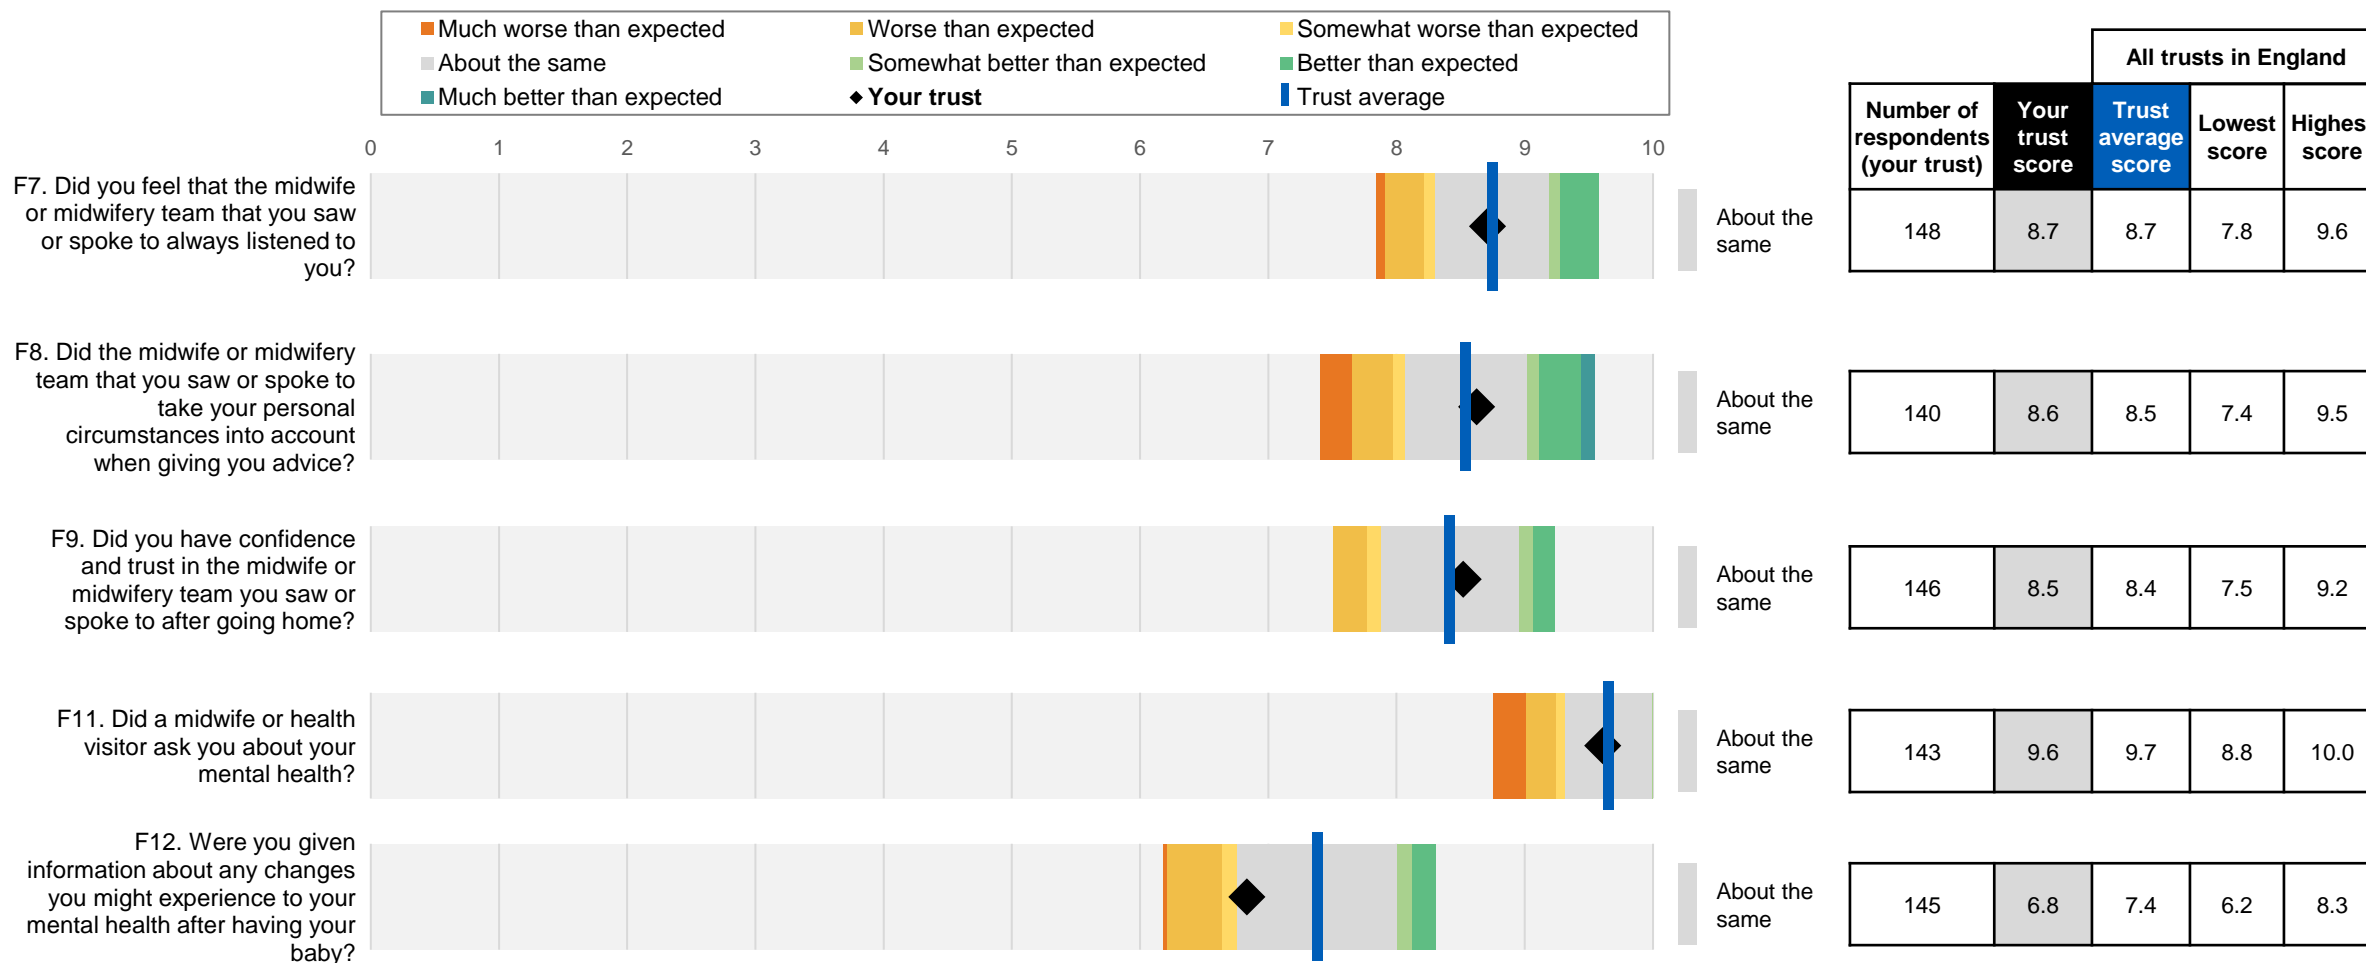 Much worse than expected
Worse than expected
Somewhat worse than expected
About the same
Somewhat better than expected
Better than expected
Much better than expected
Your trust
Trust average
All trusts in England
Number of
respondents
(your trust)
Your
trust
score
Trust
average
score
Lowest
score
Highes
score
0 1 2 3 4 5 6 7 8 9 10
F7. Did you feel that the midwife
or midwifery team that you saw
or spoke to always listened to
you?
About the
same
148 8.7 8.7 7.8 9.6
F8. Did the midwife or midwifery
team that you saw or spoke to
take your personal
circumstances into account
when giving you advice?
About the
same
140 8.6 8.5 7.4 9.5
F9. Did you have confidence
and trust in the midwife or
midwifery team you saw or
spoke to after going home?
About the
same
146 8.5 8.4 7.5 9.2
F11. Did a midwife or health
visitor ask you about your
mental health?
About the
same
143 9.6 9.7 8.8 10.0
F12. Were you given
information about any changes
you might experience to your
mental health after having your
baby?
About the
same
145 6.8 7.4 6.2 8.3